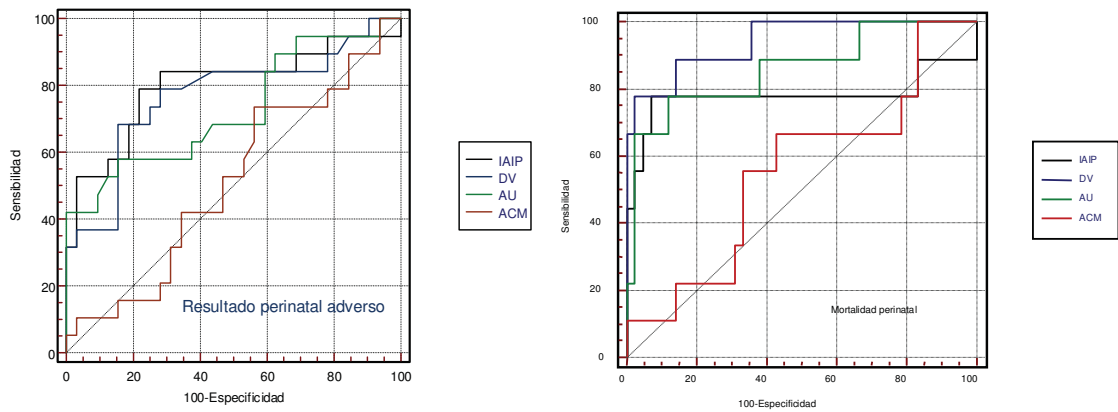 100
80
60
40
20
0
Sensibilidad
Resultado perinatal adverso
0 20 40 60 80 100
100-Especificidad
IAIP
DV
AU
ACM
100
80
60
40
20
0
Sensibilidad
Mortalidad perinatal
0 20 40 60 80 100
100-Especificidad
IAIP
DV
AU
ACM